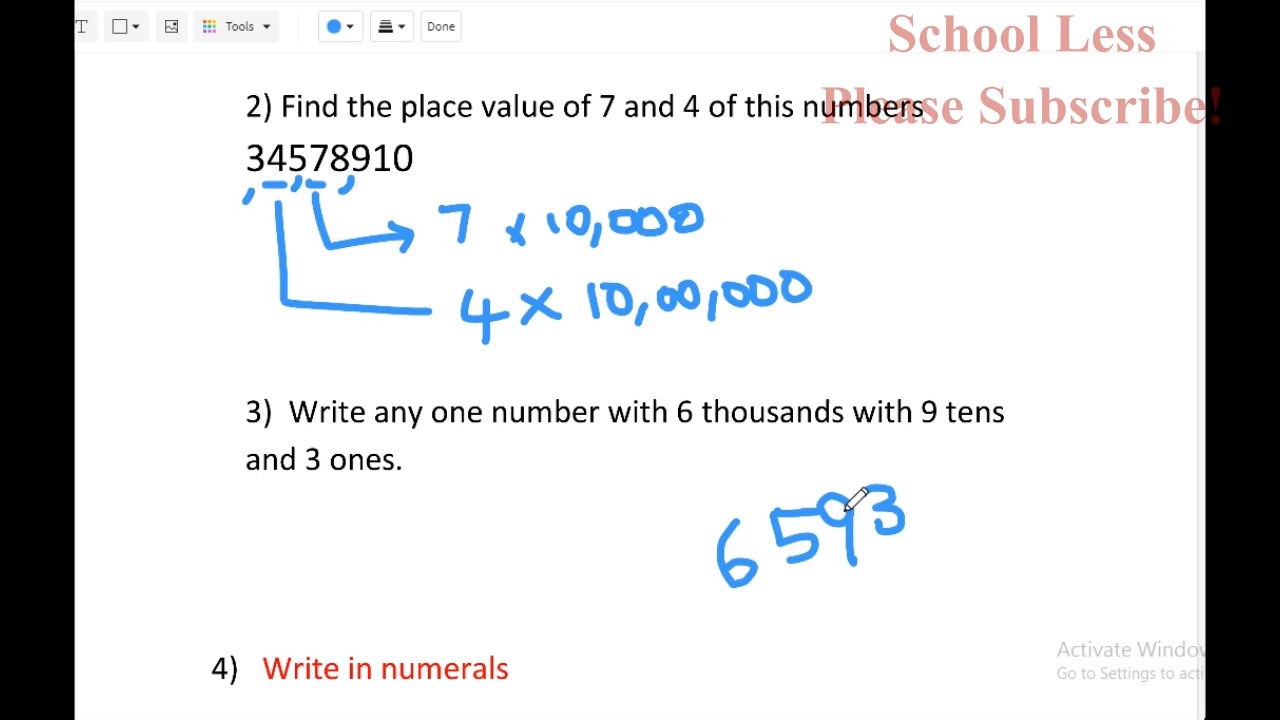 T Tools Done
School Less
Please Subscribe!
2) Find the place value of 7 and 4 of this numbers
34578910
, , ,
7 x 10,000
4 x 10,00,000
3) Write any one number with 6 thousands with 9 tens
and 3 ones.
6593
4) Write in numerals
Activate Windo
Go to Settings to acti